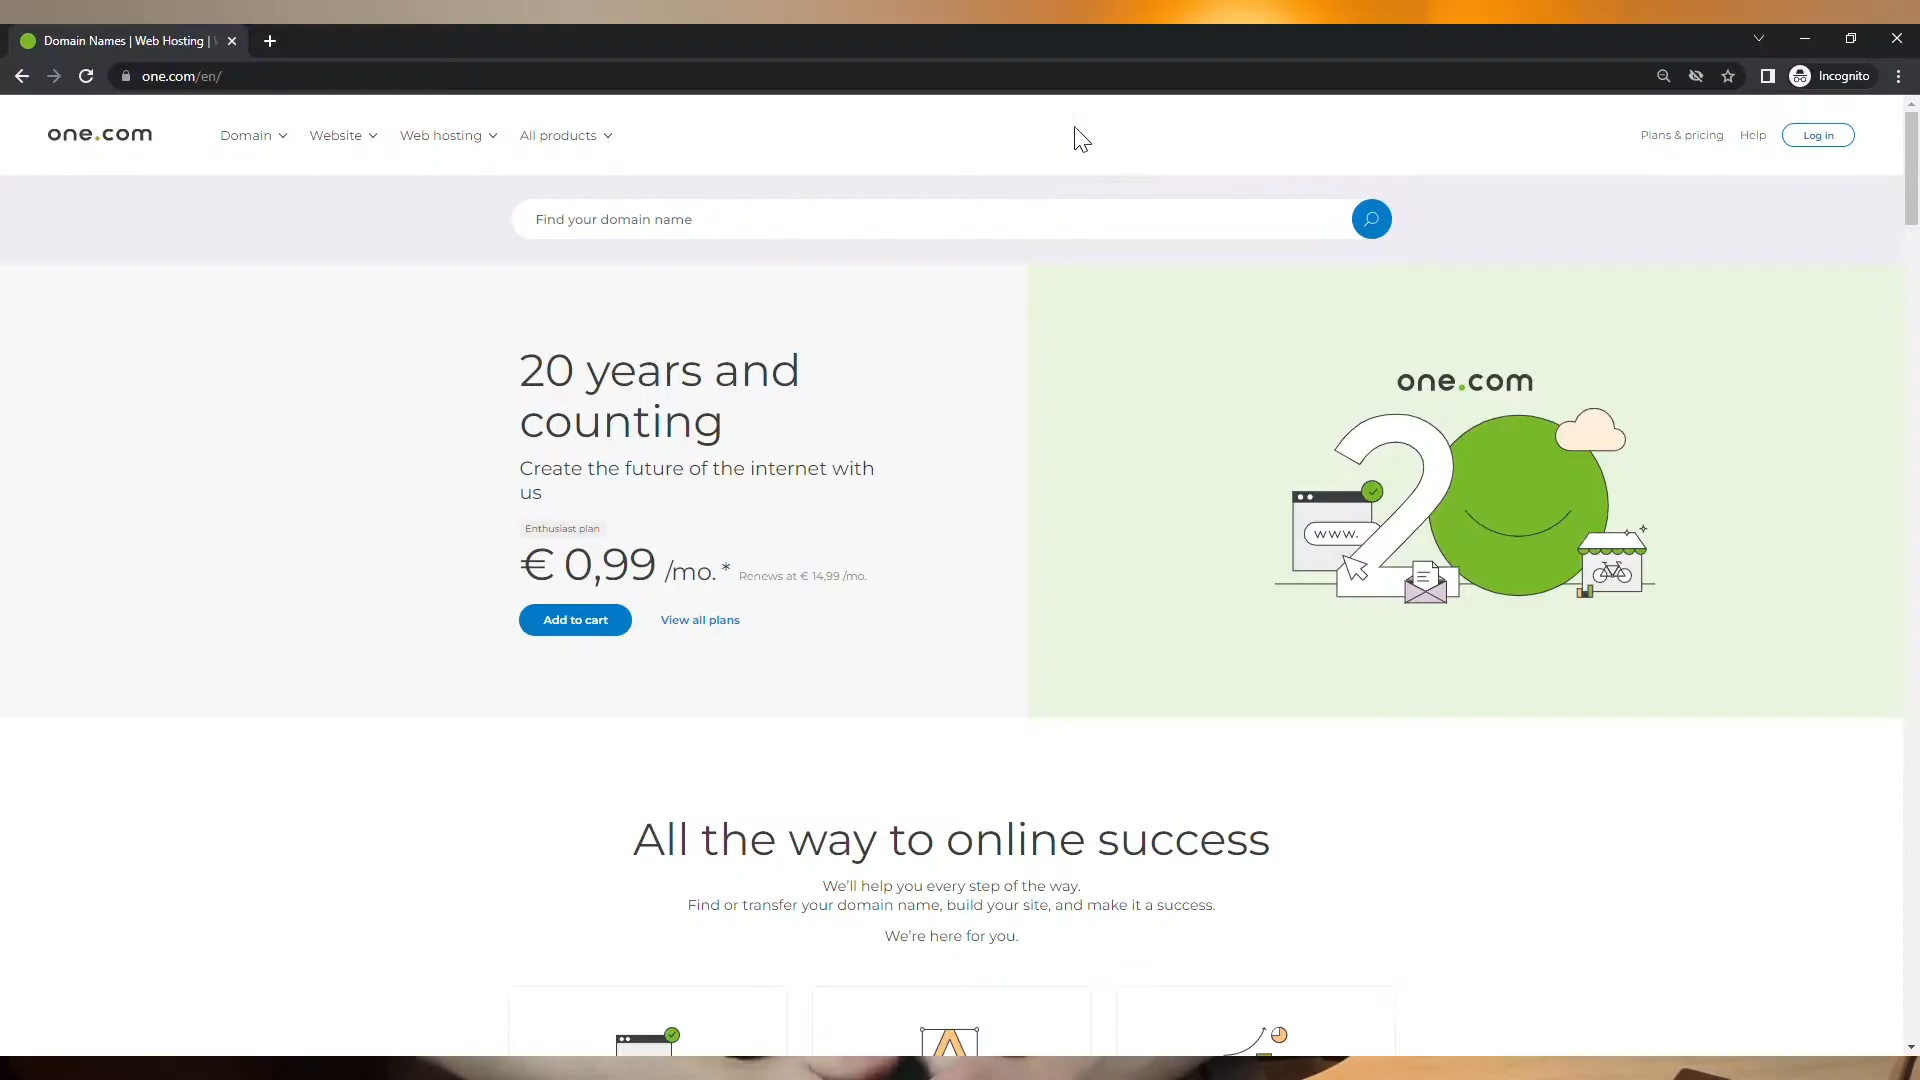 Domain Names | Web Hosting |
one.com/en/
Incognito
one.com
Domain
Website
Web hosting
All products
Plans & pricing
Help
Log in
Find your domain name
20 years and
counting
Create the future of the internet with
us
Enthusiast plan
€ 0,99 /mo. * Renews at € 14,99 /mo.
Add to cart
View all plans
one.com
20
www.
All the way to online success
We'll help you every step of the way.
Find or transfer your domain name, build your site, and make it a success.
We're here for you.